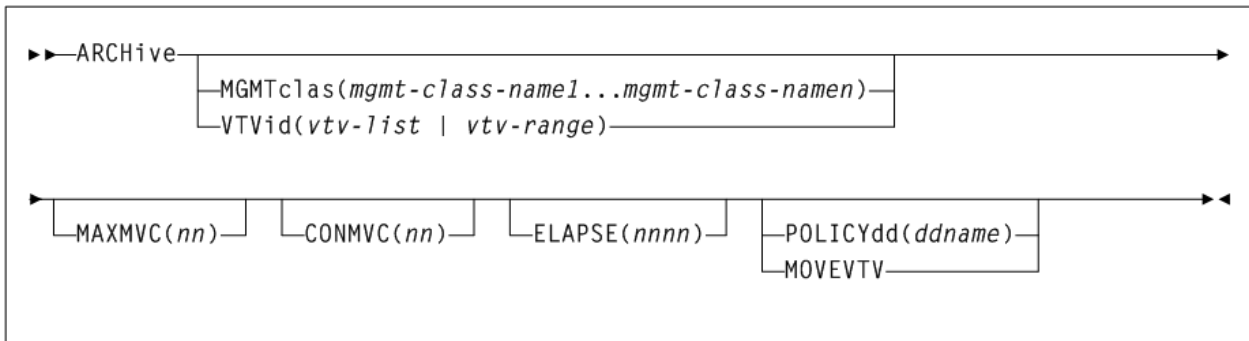 ARCHive
MGMTclas(mgmt-class-name1...mgmt-class-namen)
VTVid(vtv-list | vtv-range)
MAXMVC(nn) CONMVC(nn) ELAPSE(nnnn) POLICYdd(ddname)
MOVEVTV